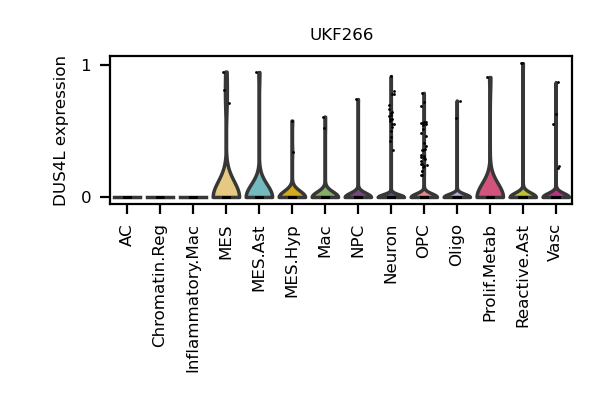 UKF266
DUS4L expression
1
0
AC
Chromatin.Reg
Inflammatory.Mac
MES
MES.Ast
MES.Hyp
Mac
NPC
Neuron
OPC
Oligo
Prolif.Metab
Reactive.Ast
Vasc